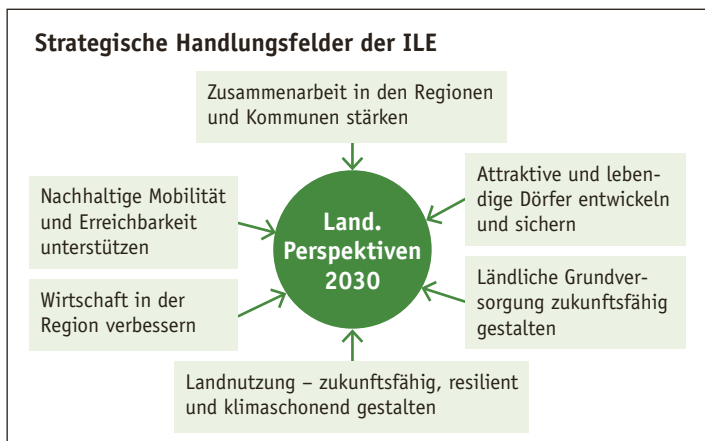 Strategische Handlungsfelder der ILE
Zusammenarbeit in den Regionen
und Kommunen stärken
Nachhaltige Mobilität
und Erreichbarkeit
unterstützen
Attraktive und leben-
dige Dörfer entwickeln
und sichern
Land.
Perspektiven
2030
Wirtschaft in der
Region verbessern
Ländliche Grundver-
sorgung zukunftsfähig
gestalten
Landnutzung – zukunftsfähig, resilient
und klimaschonend gestalten